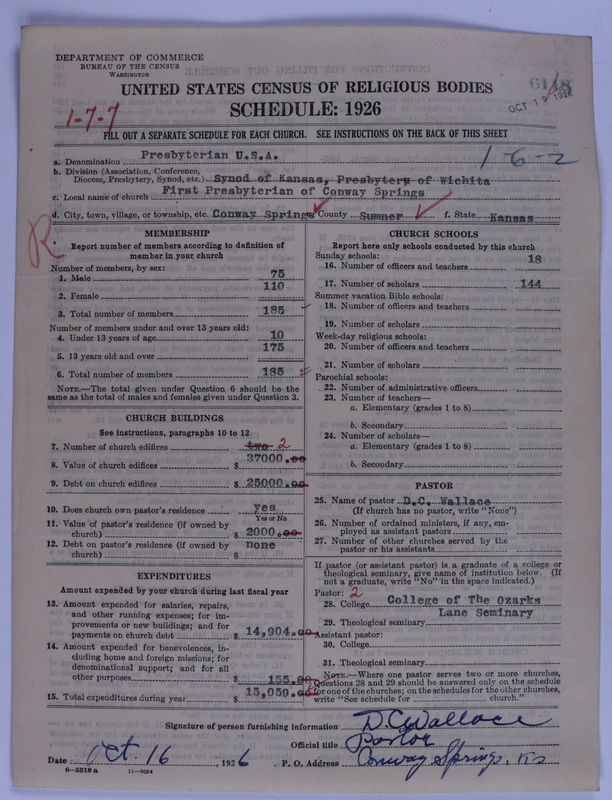 DEPARTMENT OF COMMERCE
BUREAU OF THE CENSUS
WASHINGTON
UNITED STATES CENSUS OF RELIGIOUS BODIES
SCHEDULE: 1926
OCT 19 1926
1-7-7
FILL OUT A SEPARATE SCHEDULE FOR EACH CHURCH. SEE INSTRUCTIONS ON THE BACK OF THIS SHEET
a. Denomination Presbyterian U.S.A.
1-6-2
b. Division (Association, Conference, Diocese, Presbytery, Synod, etc.) Synod of Kansas, Presbytery of Wichita
c. Local name of church First Presbyterian of Conway Springs
d. City, town, village, or township, etc. Conway Springs County Sumner f. State Kansas
R
MEMBERSHIP
Report number of members according to definition of
member in your church
Number of members, by sex:
1. Male 75
2. Female 110
3. Total number of members 185
Number of members under and over 13 years old:
4. Under 13 years of age 10
5. 13 years old and over 175
6. Total number of members 185
NOTE.—The total given under Question 6 should be the
same as the total of males and females given under Question 3.
CHURCH BUILDINGS
See instructions, paragraphs 10 to 12
7. Number of church edifices two 2
8. Value of church edifices $ 37000.00
9. Debt on church edifices $ 25000.00
10. Does church own pastor's residence yes
Yes or No
11. Value of pastor's residence (if owned by
church) $ 2000.00
12. Debt on pastor's residence (if owned by
church) $ none
EXPENDITURES
Amount expended by your church during last fiscal year
13. Amount expended for salaries, repairs,
and other running expenses; for im-
provements or new buildings; and for
payments on church debt $ 14,904.00
14. Amount expended for benevolences, in-
cluding home and foreign missions; for
denominational support; and for all
other purposes $ 155.00
15. Total expenditures during year $ 15,059.00
CHURCH SCHOOLS
Report here only schools conducted by this church
Sunday schools:
16. Number of officers and teachers 18
17. Number of scholars 144
Summer vacation Bible schools:
18. Number of officers and teachers
19. Number of scholars
Week-day religious schools:
20. Number of officers and teachers
21. Number of scholars
Parochial schools:
22. Number of administrative officers
23. Number of teachers—
a. Elementary (grades 1 to 8)
b. Secondary
24. Number of scholars—
a. Elementary (grades 1 to 8)
b. Secondary
PASTOR
25. Name of pastor D.C. Wallace
(If church has no pastor, write "None")
26. Number of ordained ministers, if any, em-
ployed as assistant pastors
27. Number of other churches served by the
pastor or his assistants
If pastor (or assistant pastor) is a graduate of a college or
theological seminary, give name of institution below. (If
not a graduate, write "No" in the space indicated.)
Pastor: 2
28. College College of The Ozarks
29. Theological seminary Lane Seminary
Assistant pastor:
30. College
31. Theological seminary
NOTE.—Where one pastor serves two or more churches,
Questions 28 and 29 should be answered only on the schedule
for one of the churches; on the schedules for the other churches,
write "See schedule for church."
Signature of person furnishing information D.C. Wallace
Official title Pastor
Date Oct. 16, 1926 P. O. Address Conway Springs, Ks
8—5518 a 11—9084